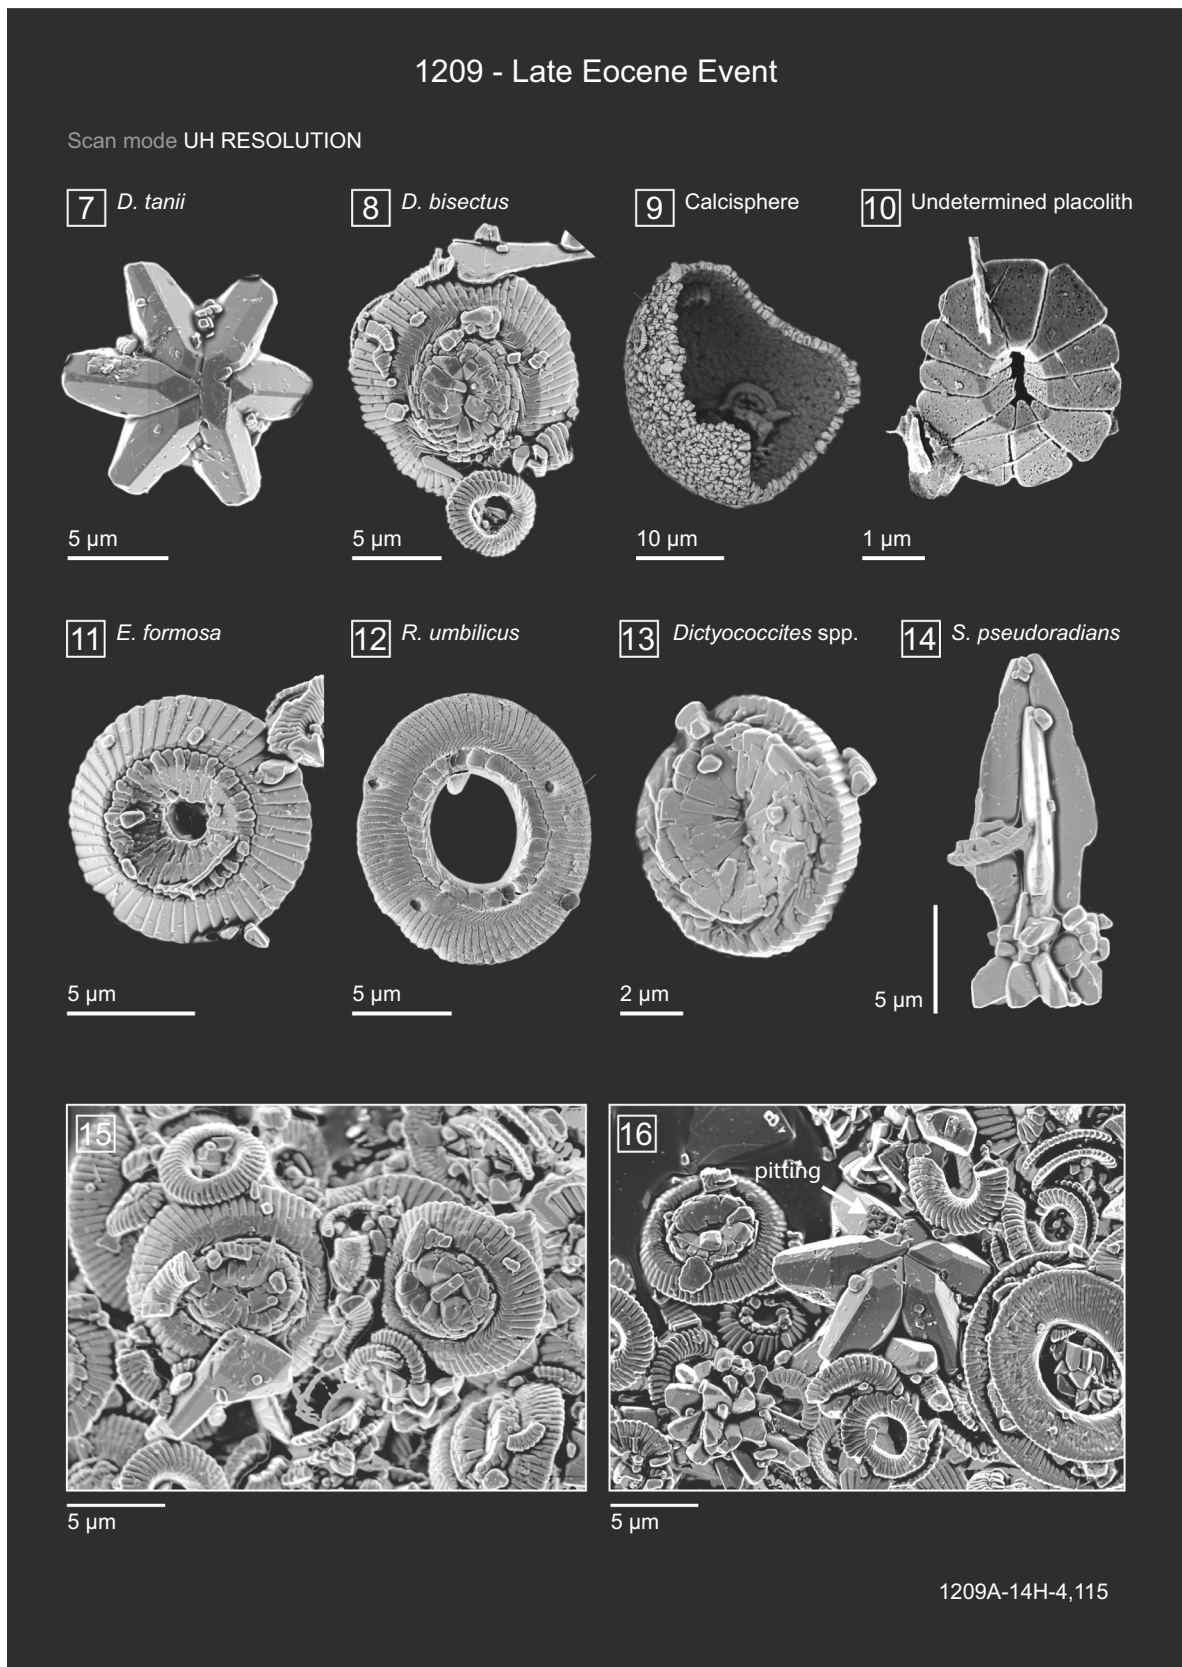 1209 - Late Eocene Event
Scan mode UH RESOLUTION
7 D. tanii
8 D. bisectus
9 Calcisphere
10 Undetermined placolith
5 µm
5 µm
10 µm
1 µm
11 E. formosa
12 R. umbilicus
13 Dictyococcites spp.
14 S. pseudoradians
5 µm
5 µm
2 µm
5 µm
15
16
pitting
5 µm
5 µm
1209A-14H-4,115